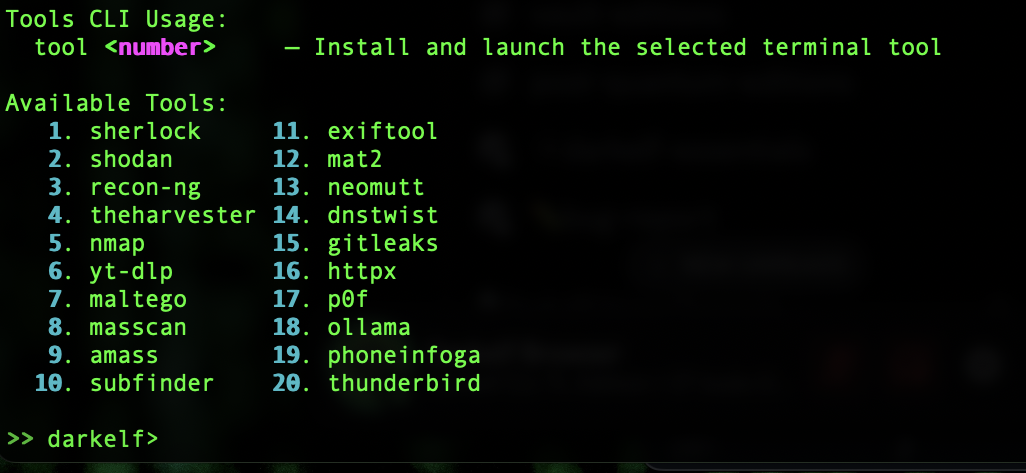 Tools CLI Usage:
tool <number> — Install and launch the selected terminal tool
Available Tools:
1. sherlock 11. exiftool
2. shodan 12. mat2
3. recon-ng 13. neomutt
4. theharvester 14. dnstwist
5. nmap 15. gitleaks
6. yt-dlp 16. httpx
7. maltego 17. p0f
8. masscan 18. ollama
9. amass 19. phoneinfoga
10. subfinder 20. thunderbird
>> darkelf>